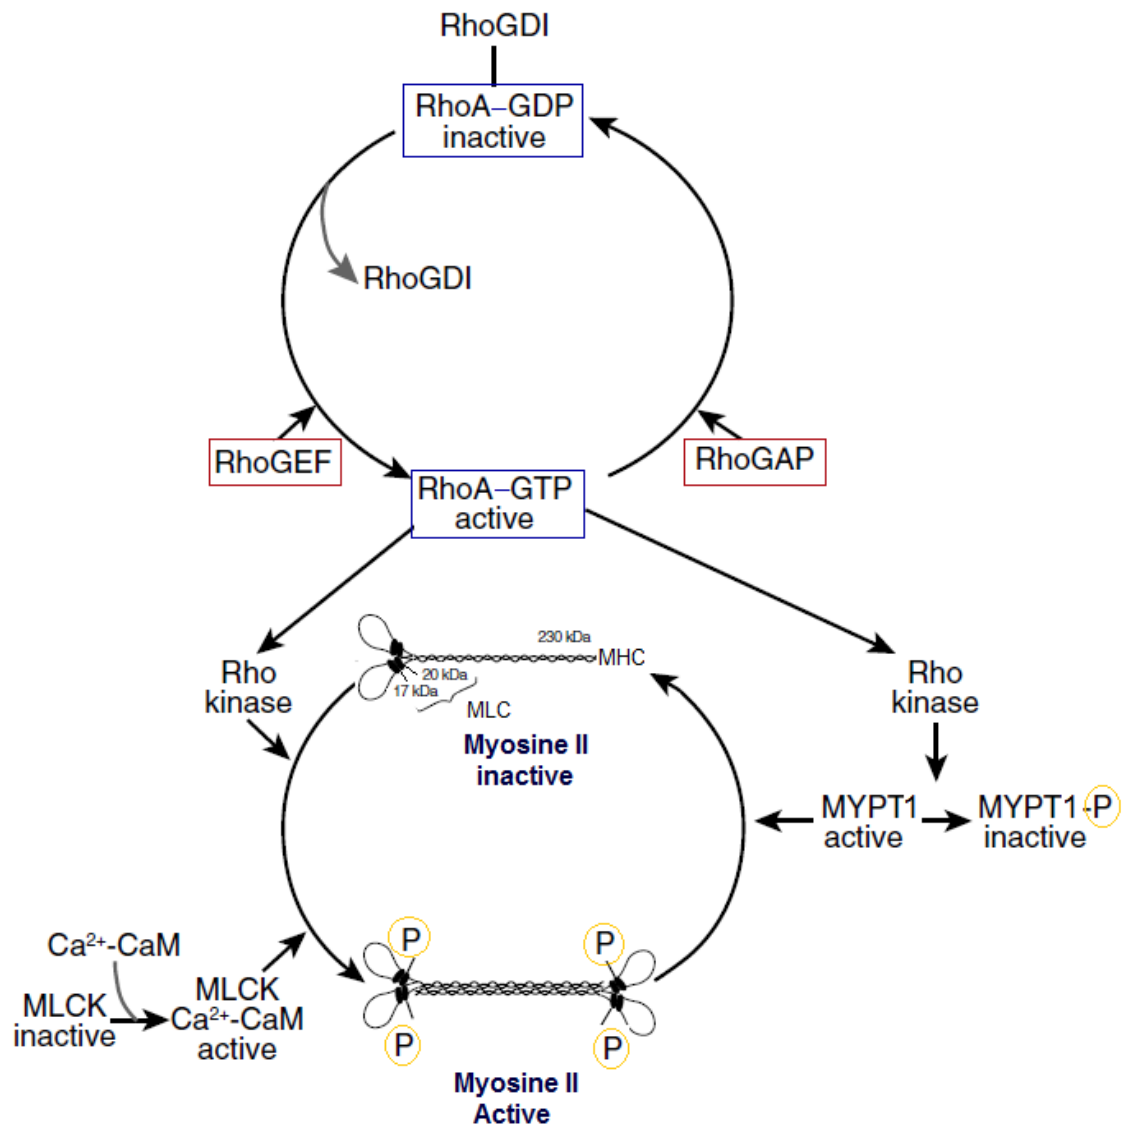 RhoGDI
RhoA–GDP
inactive
RhoGDI
RhoGEF
RhoGAP
RhoA–GTP
active
230 kDa
MHC
20 kDa
17 kDa
MLC
Myosine II
inactive
Rho
kinase
Rho
kinase
MYPT1
active
MYPT1-P
inactive
Ca²⁺-CaM
MLCK
inactive
MLCK
Ca²⁺-CaM
active
P
P
P
P
Myosine II
Active